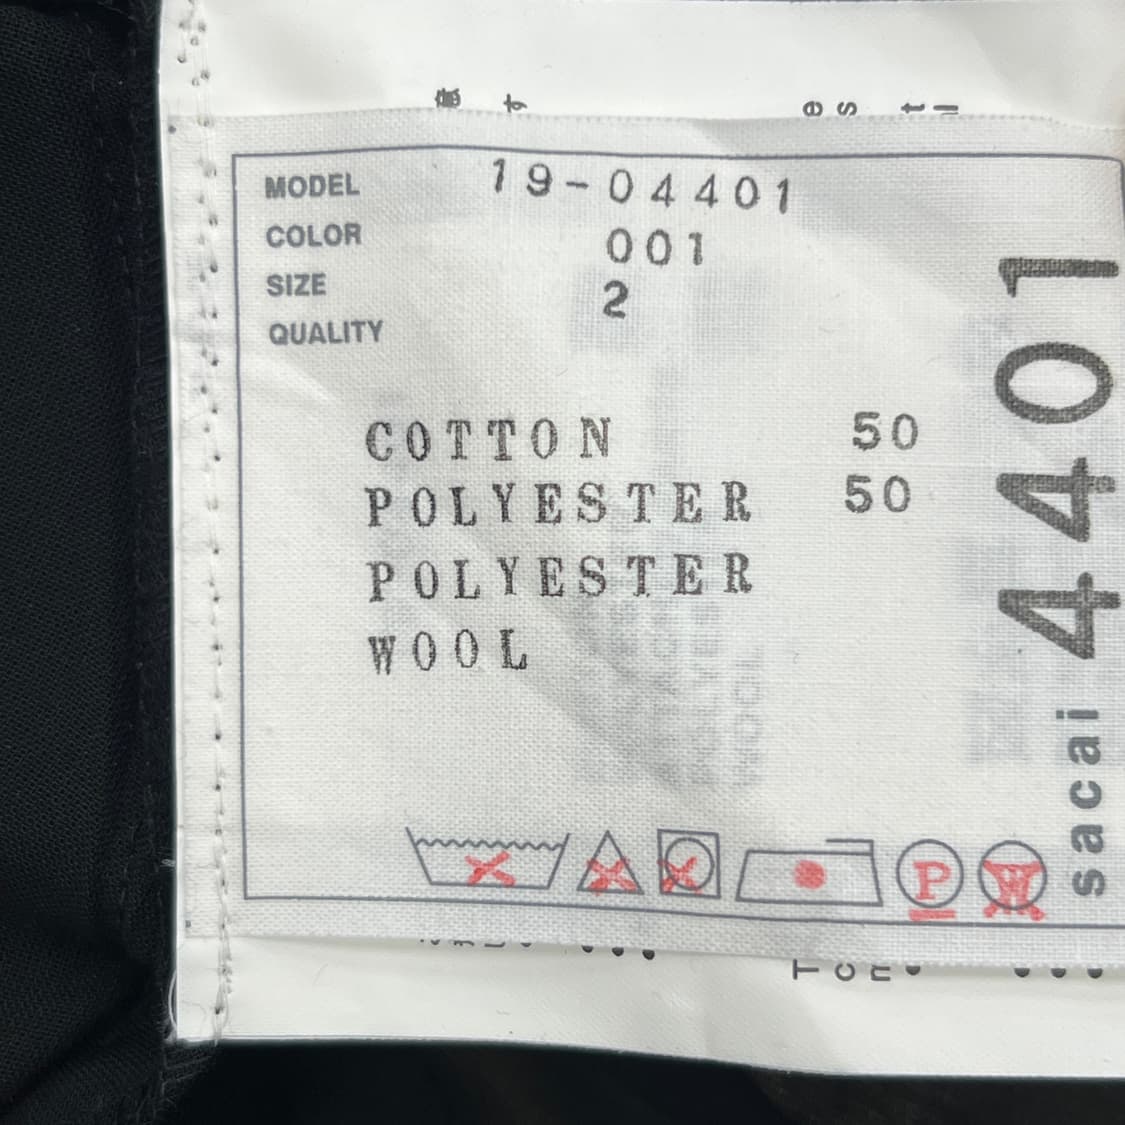 MODEL 19-04401
COLOR 001
SIZE 2
QUALITY
COTTON 50
POLYESTER 50
POLYESTER
WOOL
P
W
sacai 4401